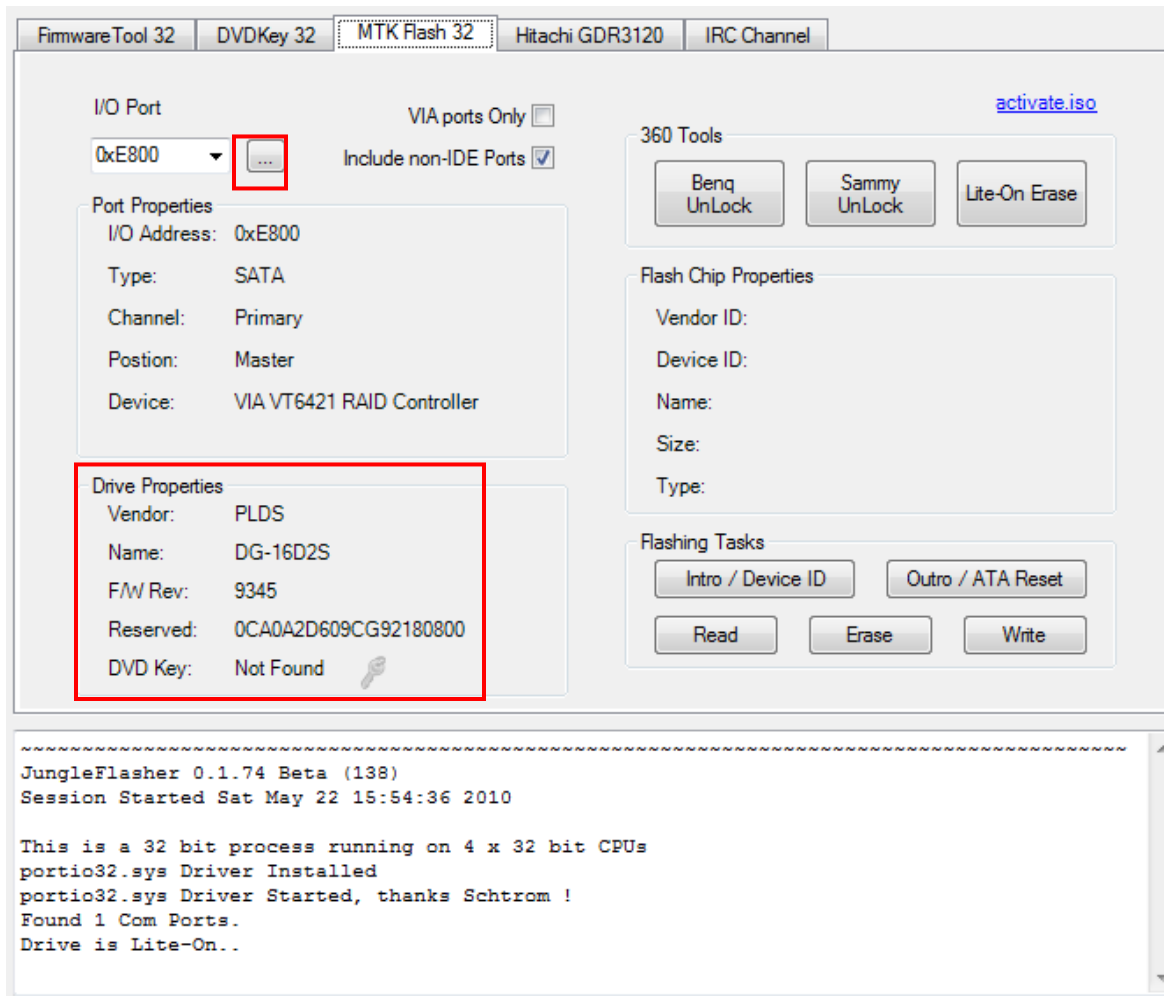 FirmwareTool 32 DVDKey 32 MTK Flash 32 Hitachi GDR3120 IRC Channel
I/O Port
VIA ports Only
activate.iso
0xE800 ...
Include non-IDE Ports
Port Properties
I/O Address: 0xE800
Type: SATA
Channel: Primary
Postion: Master
Device: VIA VT6421 RAID Controller
Drive Properties
Vendor: PLDS
Name: DG-16D2S
F/W Rev: 9345
Reserved: 0CA0A2D609CG92180800
DVD Key: Not Found
360 Tools
Benq
UnLock
Sammy
UnLock
Lite-On Erase
Flash Chip Properties
Vendor ID:
Device ID:
Name:
Size:
Type:
Flashing Tasks
Intro / Device ID Outro / ATA Reset
Read Erase Write
~~~~~~~~~~~~~~~~~~~~~~~~~~~~~~~~~~~~~~~~~~~~~~~~~~~~~~~~~~~~~~~~~~~~~~~~~~~~~~~~~~~~~~~~~~
JungleFlasher 0.1.74 Beta (138)
Session Started Sat May 22 15:54:36 2010
This is a 32 bit process running on 4 x 32 bit CPUs
portio32.sys Driver Installed
portio32.sys Driver Started, thanks Schtrom !
Found 1 Com Ports.
Drive is Lite-On..